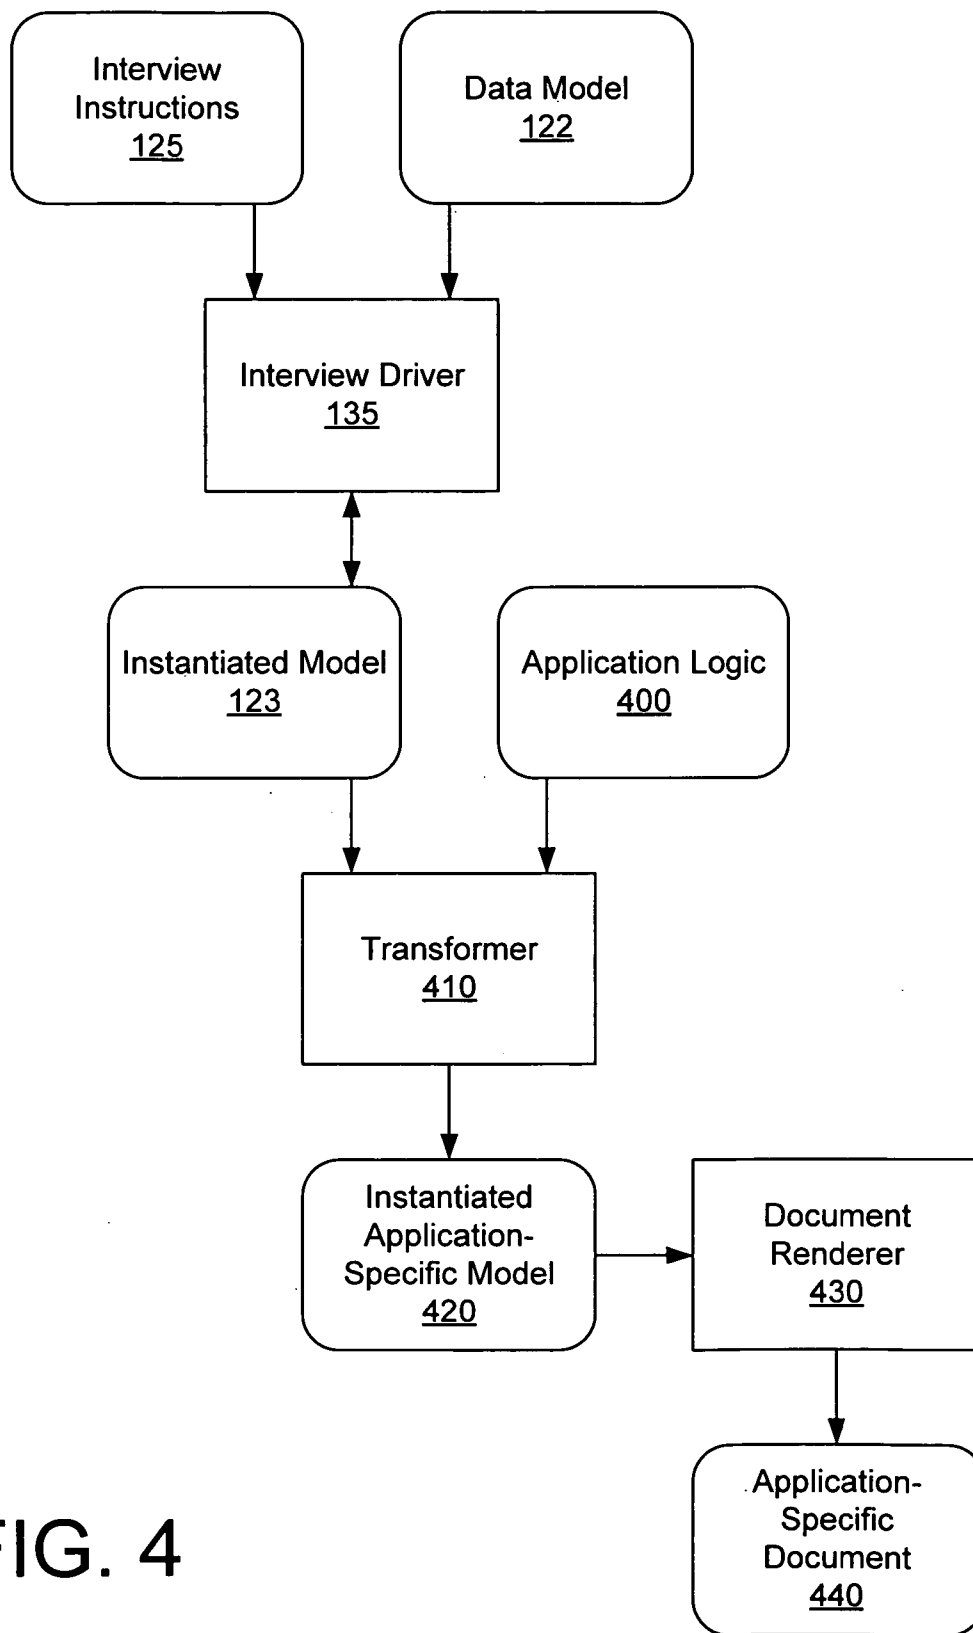 Interview
Instructions
125
Data Model
122
Interview Driver
135
Instantiated Model
123
Application Logic
400
Transformer
410
Instantiated
Application-
Specific Model
420
Document
Renderer
430
Application-
Specific
Document
440
FIG. 4